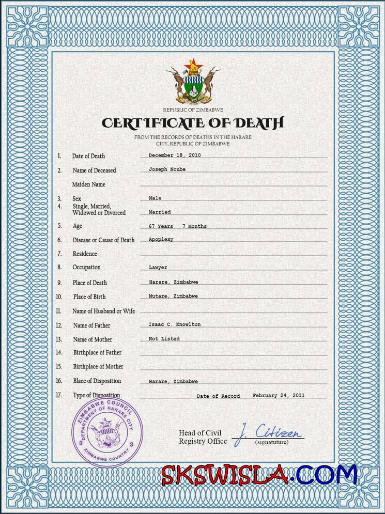 REPUBLIC OF ZIMBABWE
CERTIFICATE OF DEATH
FROM THE RECORDS OF DEATHS IN THE HARARE
CITY, REPUBLIC OF ZIMBABWE
1. Date of Death December 18, 2010
2. Name of Deceased Joseph Ncube
Maiden Name
3. Sex Male
4. Single, Married,
Widowed or Divorced Married
5. Age 67 Years 7 months
6. Disease or Cause of Death Apoplexy
7. Residence
8. Occupation Lawyer
9. Place of Death Harare, Zimbabwe
10. Place of Birth Mutare, Zimbabwe
11. Name of Husband or Wife
12. Name of Father Isaac C. Knowlton
13. Name of Mother Not Listed
14. Birthplace of Father
15. Birthplace of Mother
16. Place of Disposition Harare, Zimbabwe
17. Type of Disposition Date of Record February 24, 2011
ZIMBABWE COUNCIL
Head of Civil
Registry Office J. Citizen
(signature)
SKSWISLA.COM